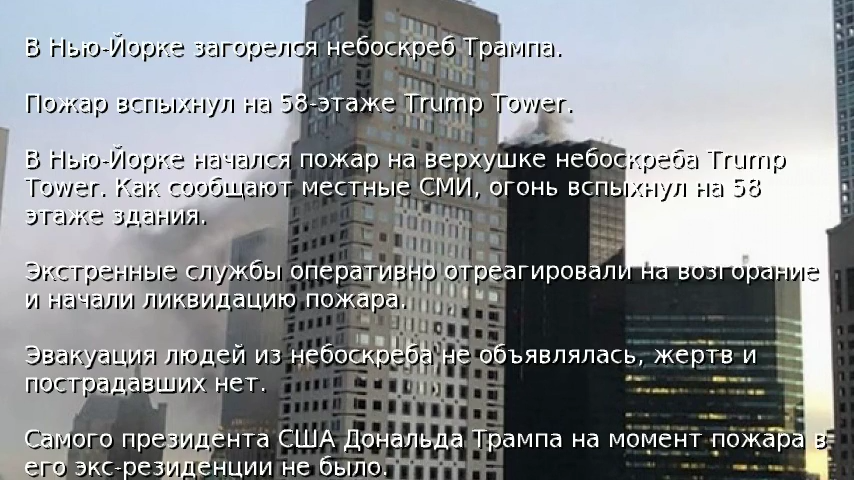 В Нью-Йорке загорелся небоскреб Трампа.
Пожар вспыхнул на 58-этаже Trump Tower.
В Нью-Йорке начался пожар на верхушке небоскреба Trump
Tower. Как сообщают местные СМИ, огонь вспыхнул на 58
этаже здания.
Экстренные службы оперативно отреагировали на возгорание
и начали ликвидацию пожара.
Эвакуация людей из небоскреба не объявлялась, жертв и
пострадавших нет.
Самого президента США Дональда Трампа на момент пожара в
его экс-резиденции не было.